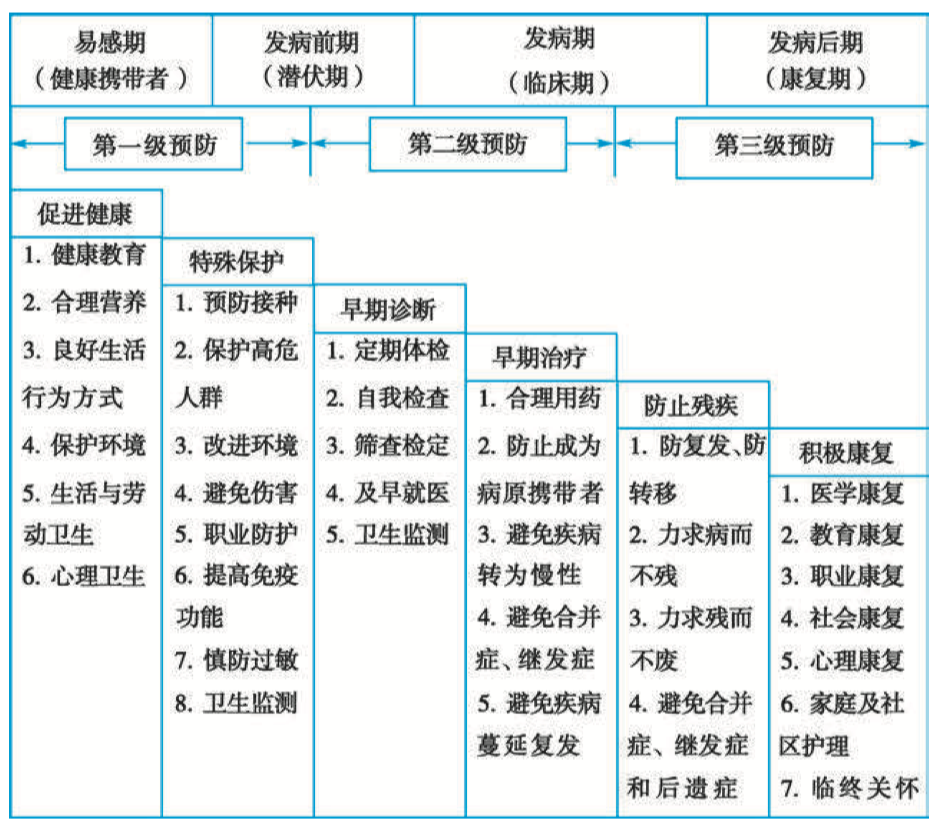 易感期
（健康携带者）
发病前期
（潜伏期）
发病期
（临床期）
发病后期
（康复期）
第一级预防
第二级预防
第三级预防
促进健康
1. 健康教育
2. 合理营养
3. 良好生活
行为方式
4. 保护环境
5. 生活与劳
动卫生
6. 心理卫生
特殊保护
1. 预防接种
2. 保护高危
人群
3. 改进环境
4. 避免伤害
5. 职业防护
6. 提高免疫
功能
7. 慎防过敏
8. 卫生监测
早期诊断
1. 定期体检
2. 自我检查
3. 筛查检定
4. 及早就医
5. 卫生监测
早期治疗
1. 合理用药
2. 防止成为
病原携带者
3. 避免疾病
转为慢性
4. 避免合并
症、继发症
5. 避免疾病
蔓延复发
防止残疾
1. 防复发、防
转移
2. 力求病而
不残
3. 力求残而
不废
4. 避免合并
症、继发症
和后遗症
积极康复
1. 医学康复
2. 教育康复
3. 职业康复
4. 社会康复
5. 心理康复
6. 家庭及社
区护理
7. 临终关怀